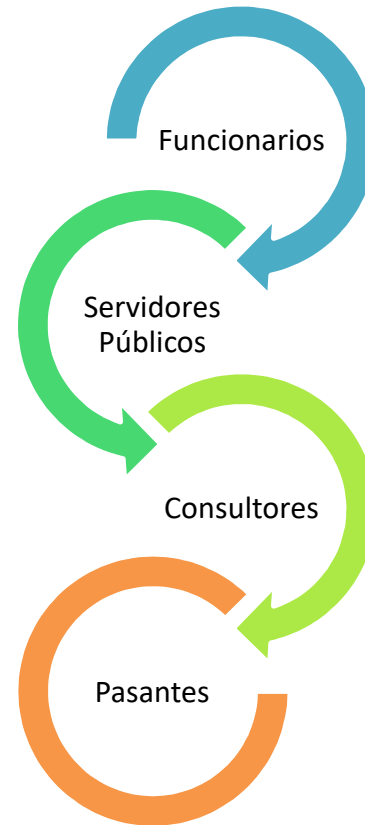 Funcionarios
Servidores
Públicos
Consultores
Pasantes